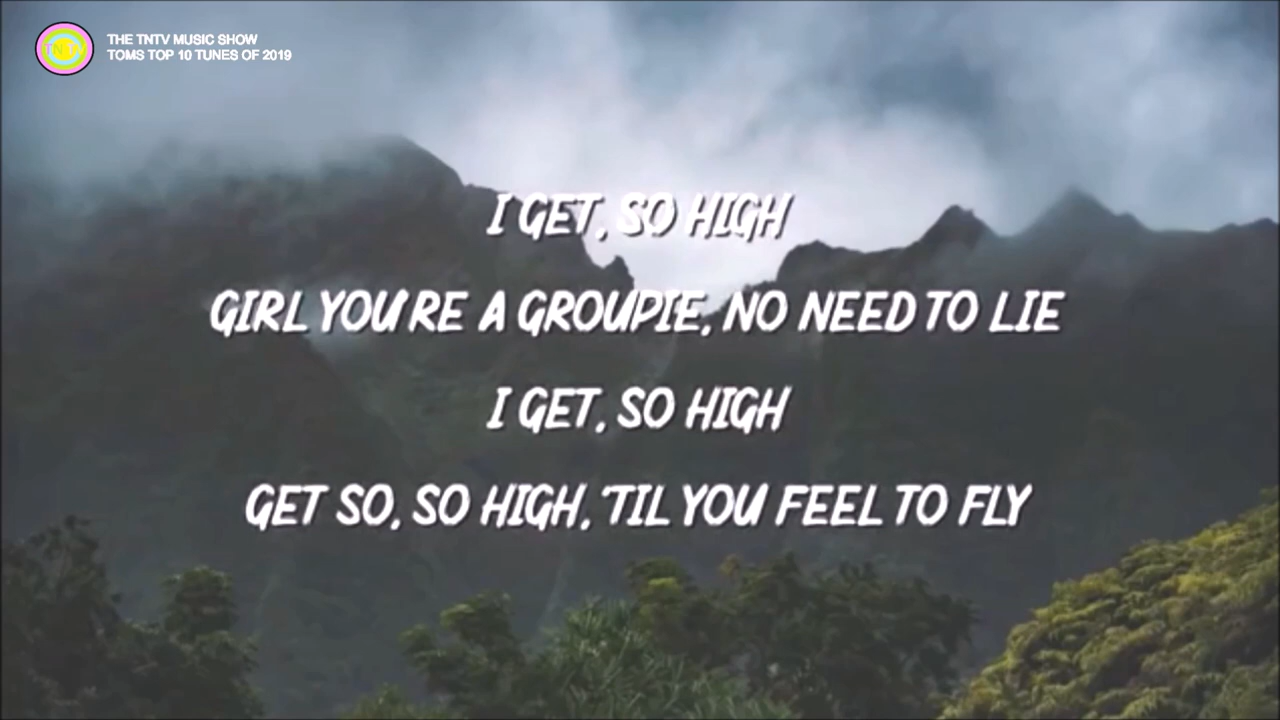 TNTV
THE TNTV MUSIC SHOW
TOMS TOP 10 TUNES OF 2019
I GET, SO HIGH
GIRL YOU'RE A GROUPIE, NO NEED TO LIE
I GET, SO HIGH
GET SO, SO HIGH, 'TIL YOU FEEL TO FLY